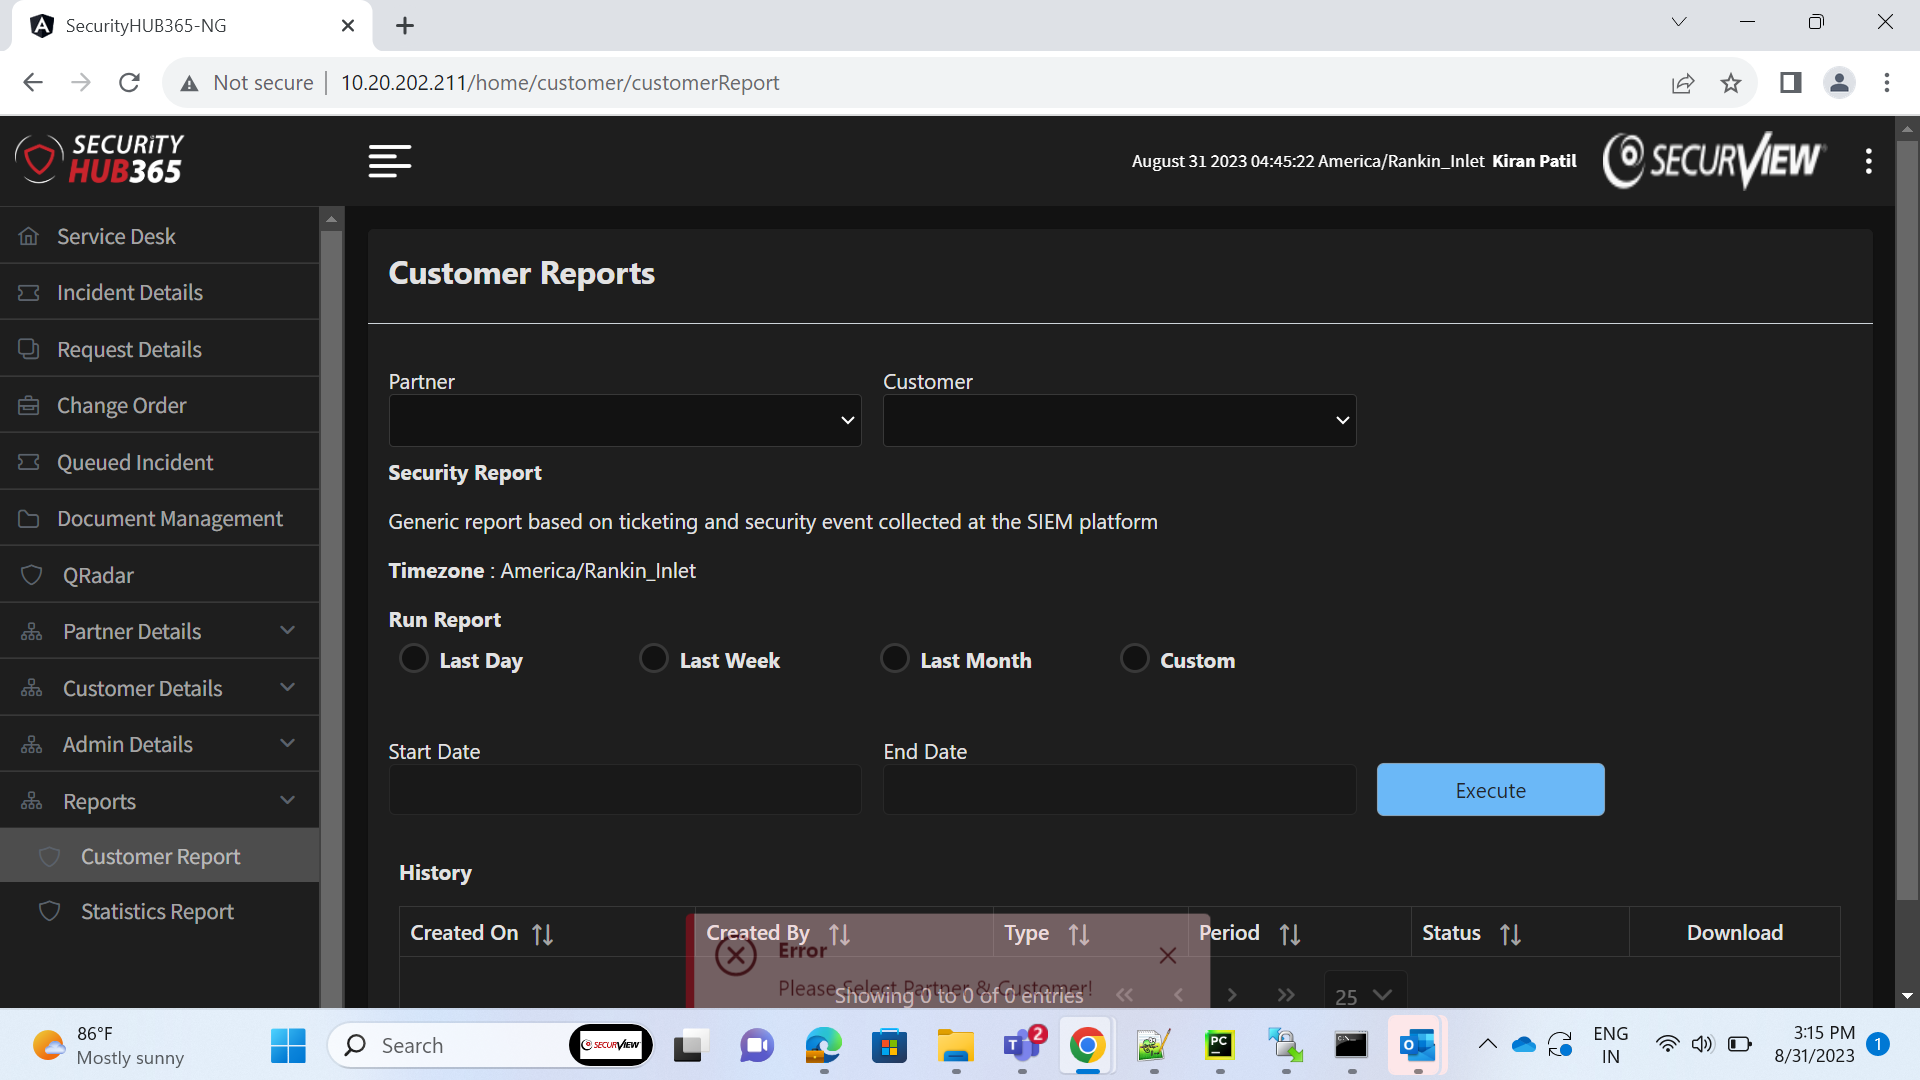 SecurityHUB365-NG
Not secure
10.20.202.211/home/customer/customerReport
SECURITY
HUB365
August 31 2023 04:45:22 America/Rankin_Inlet Kiran Patil
SECURVIEW
Service Desk
Incident Details
Request Details
Change Order
Queued Incident
Document Management
QRadar
Partner Details
Customer Details
Admin Details
Reports
Customer Report
Statistics Report
Customer Reports
Partner
Customer
Security Report
Generic report based on ticketing and security event collected at the SIEM platform
Timezone : America/Rankin_Inlet
Run Report
Last Day
Last Week
Last Month
Custom
Start Date
End Date
Execute
History
Created On
Created By
Type
Period
Status
Download
Error
Please Select Partner & Customer!
Showing 0 to 0 of 0 entries
25
86°F
Mostly sunny
Search
SECURVIEW
2
T
PC
O
ENG
IN
3:15 PM
8/31/2023
1